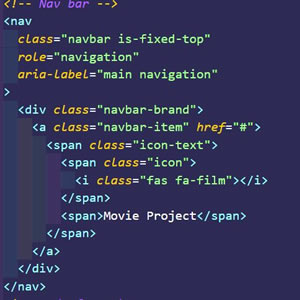 <!-- Nav bar -->
<nav
class="navbar is-fixed-top"
role="navigation"
aria-label="main navigation"
>
<div class="navbar-brand">
<a class="navbar-item" href="#">
<span class="icon-text">
<span class="icon">
<i class="fas fa-film"></i>
</span>
<span>Movie Project</span>
</span>
</a>
</div>
</nav>